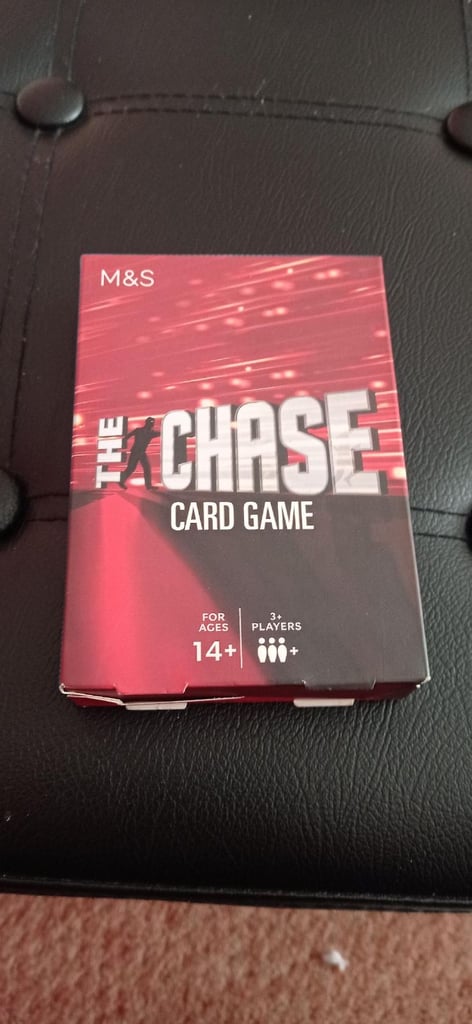 M&S
THE CHASE
CARD GAME
FOR AGES
14+
3+ PLAYERS
+